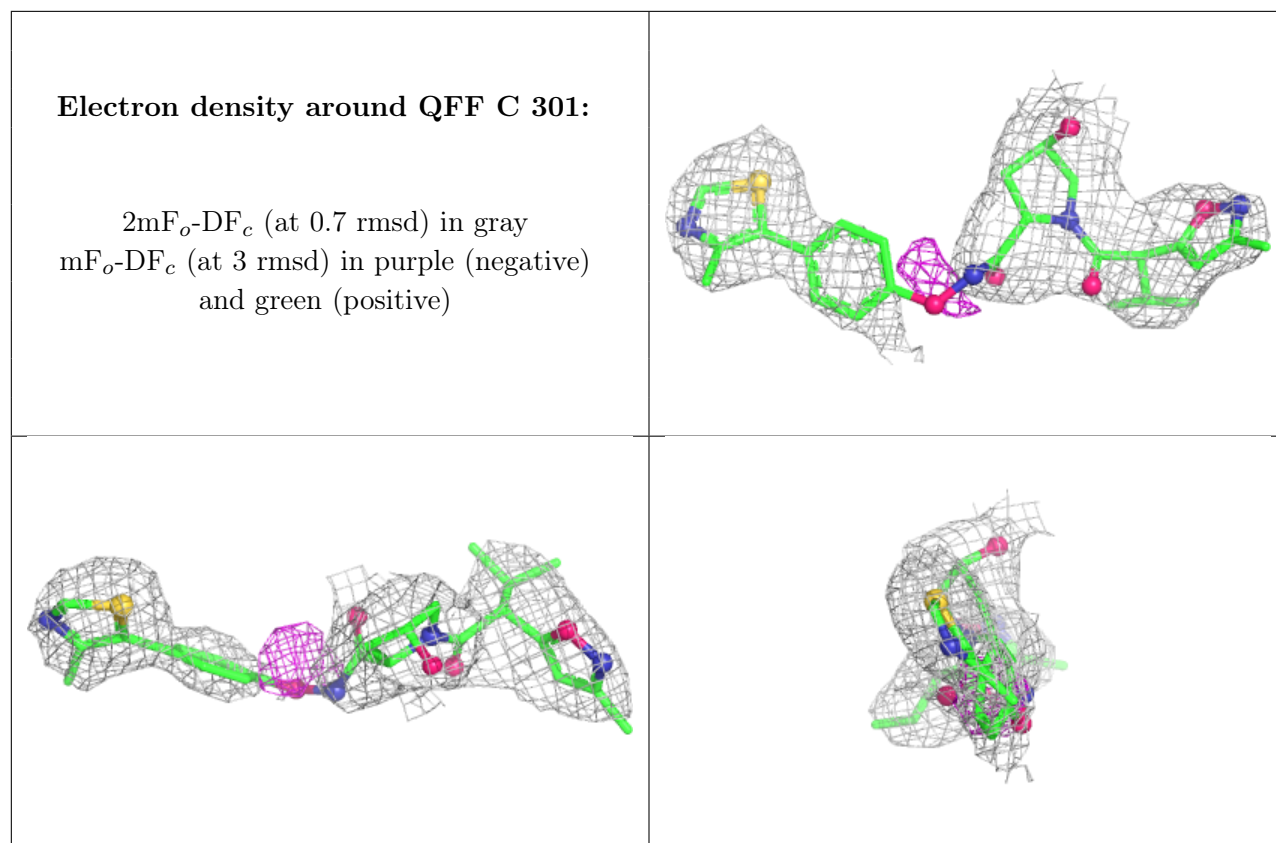 Electron density around QFF C 301:
2mFo-DFc (at 0.7 rmsd) in gray
mFo-DFc (at 3 rmsd) in purple (negative)
and green (positive)